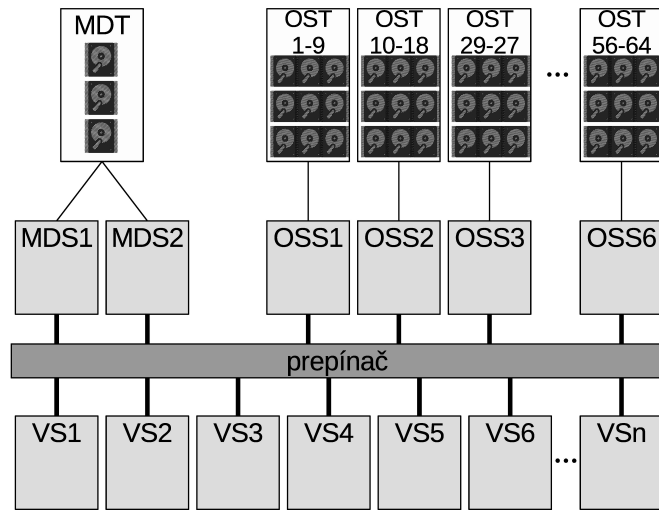 MDT
OST
1-9
OST
10-18
OST
29-27
...
OST
56-64
MDS1
MDS2
OSS1
OSS2
OSS3
OSS6
prepínač
VS1
VS2
VS3
VS4
VS5
VS6
...
VSn